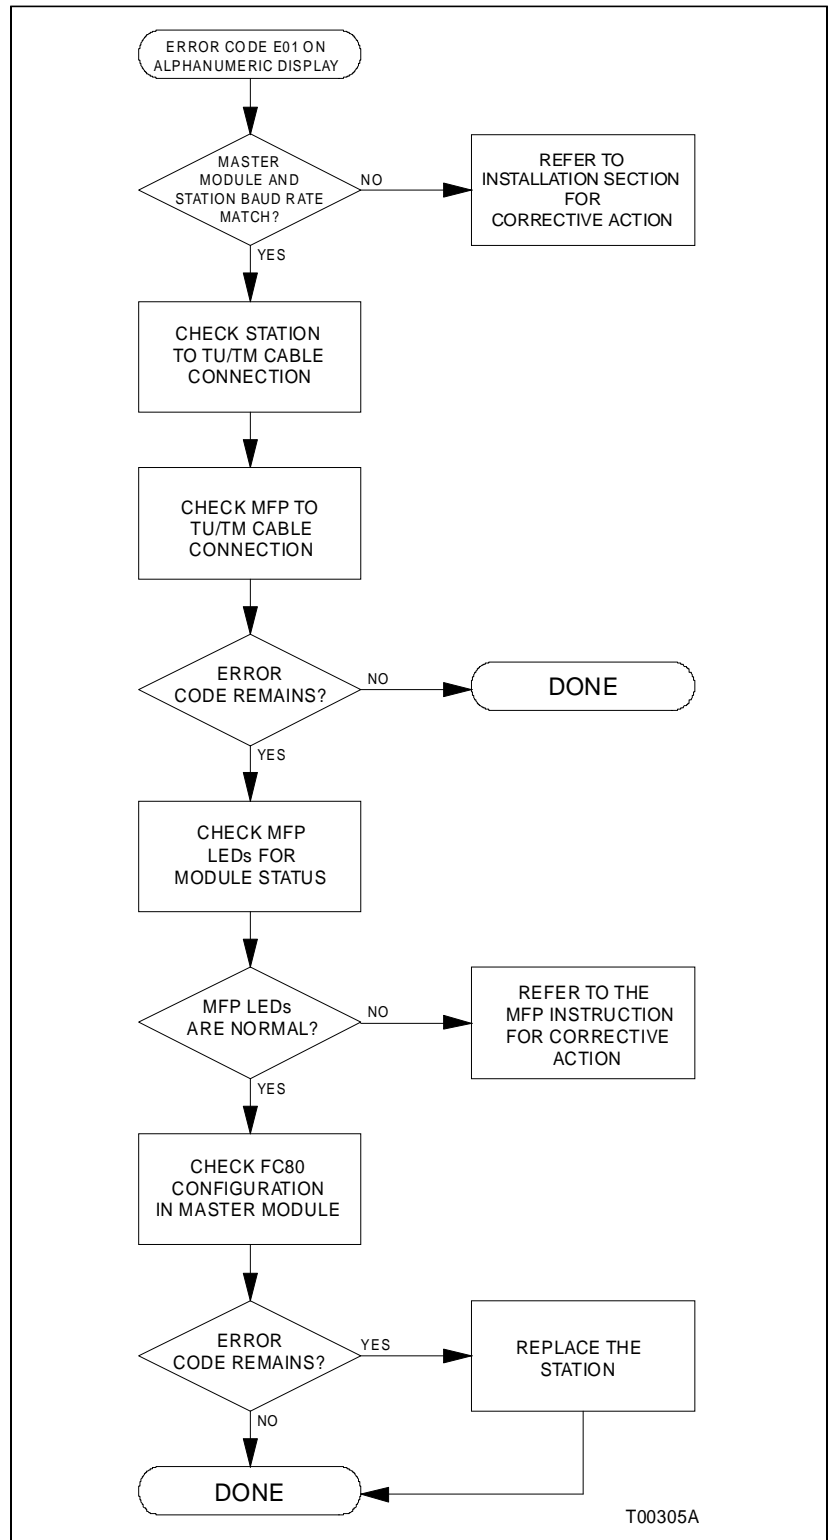 ERROR CODE E01 ON
ALPHANUMERIC DISPLAY
MASTER
MODULE AND
STATION BAUD RATE
MATCH?
NO
REFER TO
INSTALLATION SECTION
FOR
CORRECTIVE ACTION
YES
CHECK STATION
TO TU/TM CABLE
CONNECTION
CHECK MFP TO
TU/TM CABLE
CONNECTION
ERROR
CODE REMAINS?
NO
DONE
YES
CHECK MFP
LEDs FOR
MODULE STATUS
MFP LEDs
ARE NORMAL?
NO
REFER TO THE
MFP INSTRUCTION
FOR CORRECTIVE
ACTION
YES
CHECK FC80
CONFIGURATION
IN MASTER MODULE
ERROR
CODE REMAINS?
YES
REPLACE THE
STATION
NO
DONE
T00305A